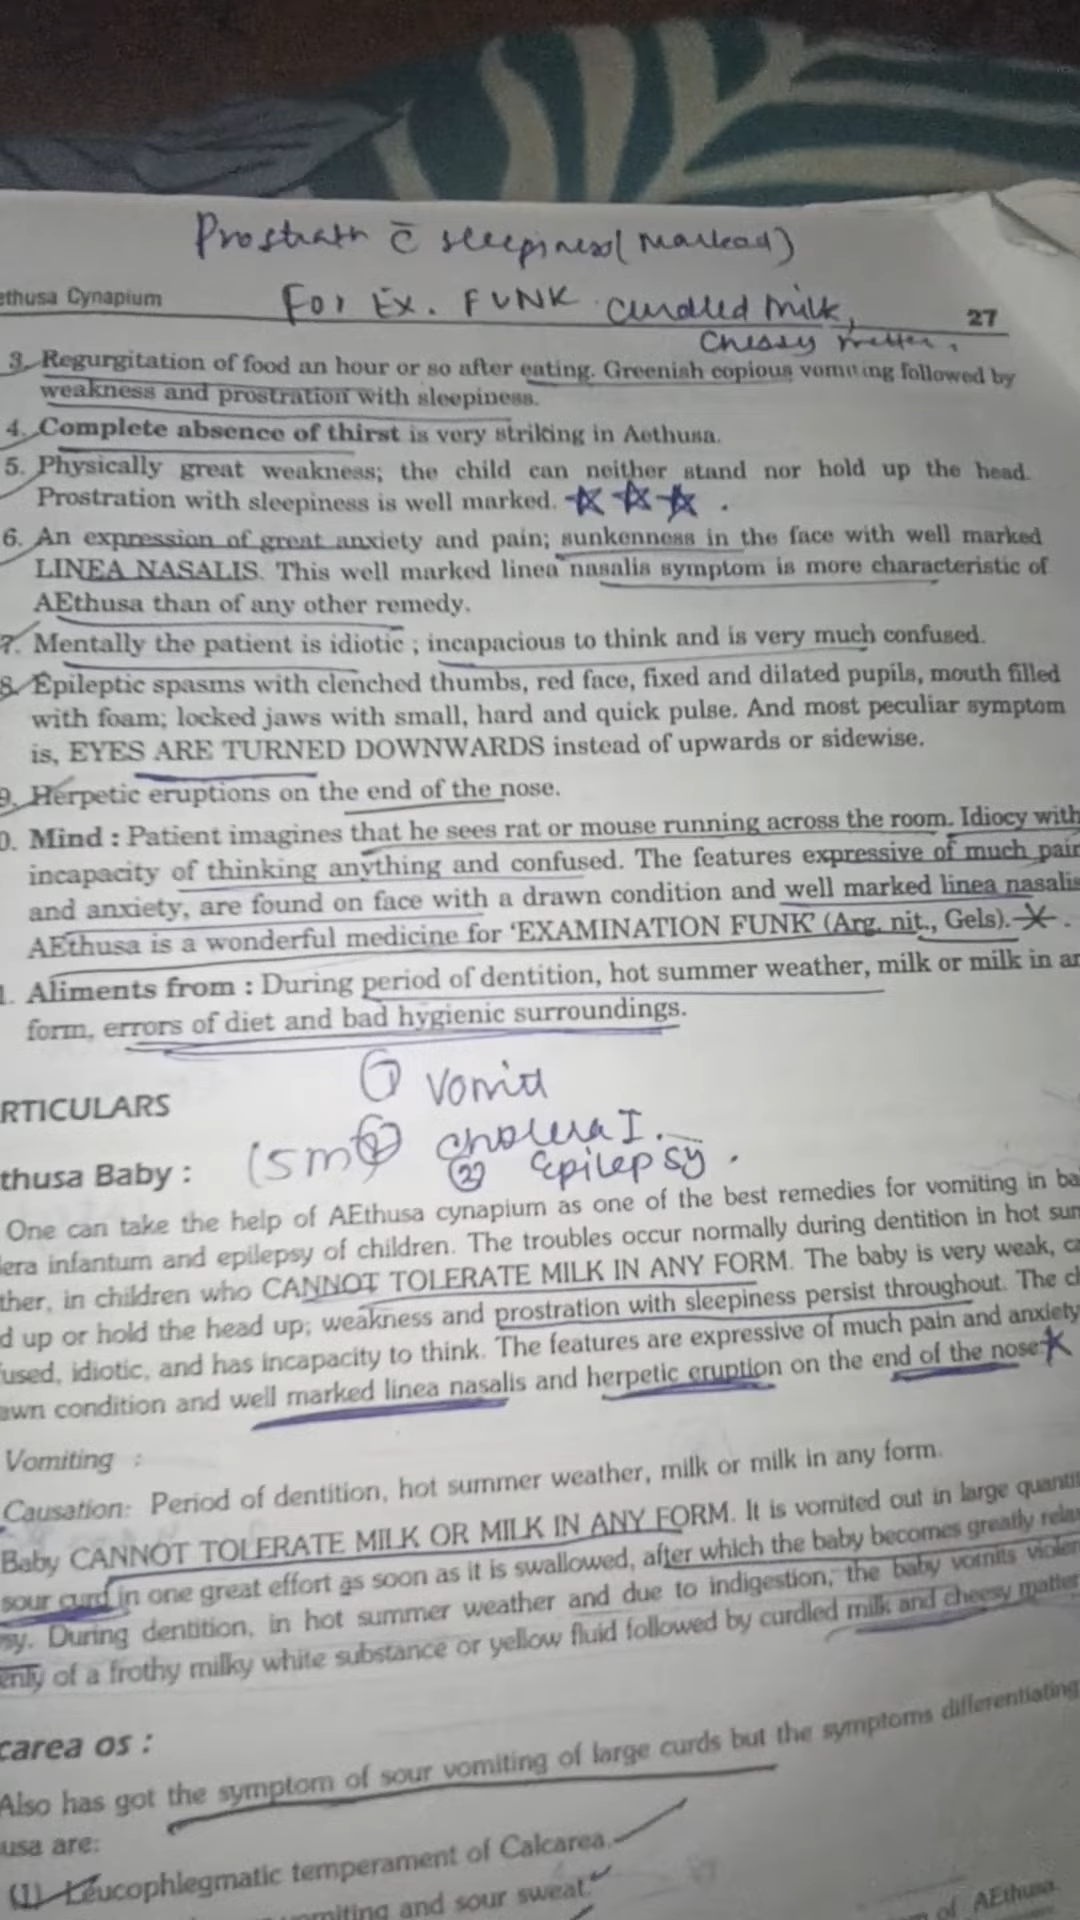 Prostratn c̄ sleepiness (marked)
ethusa Cynapium
For Ex. FUNK curdled milk,
27
cheesy matter.
3. Regurgitation of food an hour or so after eating. Greenish copious vomiting followed by
weakness and prostration with sleepiness.
4. Complete absence of thirst is very striking in Aethusa.
5. Physically great weakness; the child can neither stand nor hold up the head.
Prostration with sleepiness is well marked.
6. An expression of great anxiety and pain; sunkenness in the face with well marked
LINEA NASALIS. This well marked linea nasalis symptom is more characteristic of
AEthusa than of any other remedy.
7. Mentally the patient is idiotic ; incapacious to think and is very much confused.
8. Epileptic spasms with clenched thumbs, red face, fixed and dilated pupils, mouth filled
with foam; locked jaws with small, hard and quick pulse. And most peculiar symptom
is, EYES ARE TURNED DOWNWARDS instead of upwards or sidewise.
9. Herpetic eruptions on the end of the nose.
0. Mind : Patient imagines that he sees rat or mouse running across the room. Idiocy with
incapacity of thinking anything and confused. The features expressive of much pain
and anxiety, are found on face with a drawn condition and well marked linea nasalis
AEthusa is a wonderful medicine for ‘EXAMINATION FUNK’ (Arg. nit., Gels).
1. Aliments from : During period of dentition, hot summer weather, milk or milk in an
form, errors of diet and bad hygienic surroundings.
① Vomit
RTICULARS
② cholera I.
thusa Baby :
(5m)
③ Epilepsy.
One can take the help of AEthusa cynapium as one of the best remedies for vomiting in ba
lera infantum and epilepsy of children. The troubles occur normally during dentition in hot sum
ther, in children who CANNOT TOLERATE MILK IN ANY FORM. The baby is very weak, ca
d up or hold the head up; weakness and prostration with sleepiness persist throughout. The ch
fused, idiotic, and has incapacity to think. The features are expressive of much pain and anxiety
awn condition and well marked linea nasalis and herpetic eruption on the end of the nose.
Vomiting :
Causation: Period of dentition, hot summer weather, milk or milk in any form.
Baby CANNOT TOLERATE MILK OR MILK IN ANY FORM. It is vomited out in large quantit
sour curd in one great effort as soon as it is swallowed, after which the baby becomes greatly relax
sy. During dentition, in hot summer weather and due to indigestion, the baby vomits violen
ently of a frothy milky white substance or yellow fluid followed by curdled milk and cheesy matter
carea os :
Also has got the symptom of sour vomiting of large curds but the symptoms differentiating
usa are:
(1) Leucophlegmatic temperament of Calcarea.
vomiting and sour sweat.
of AEthusa.